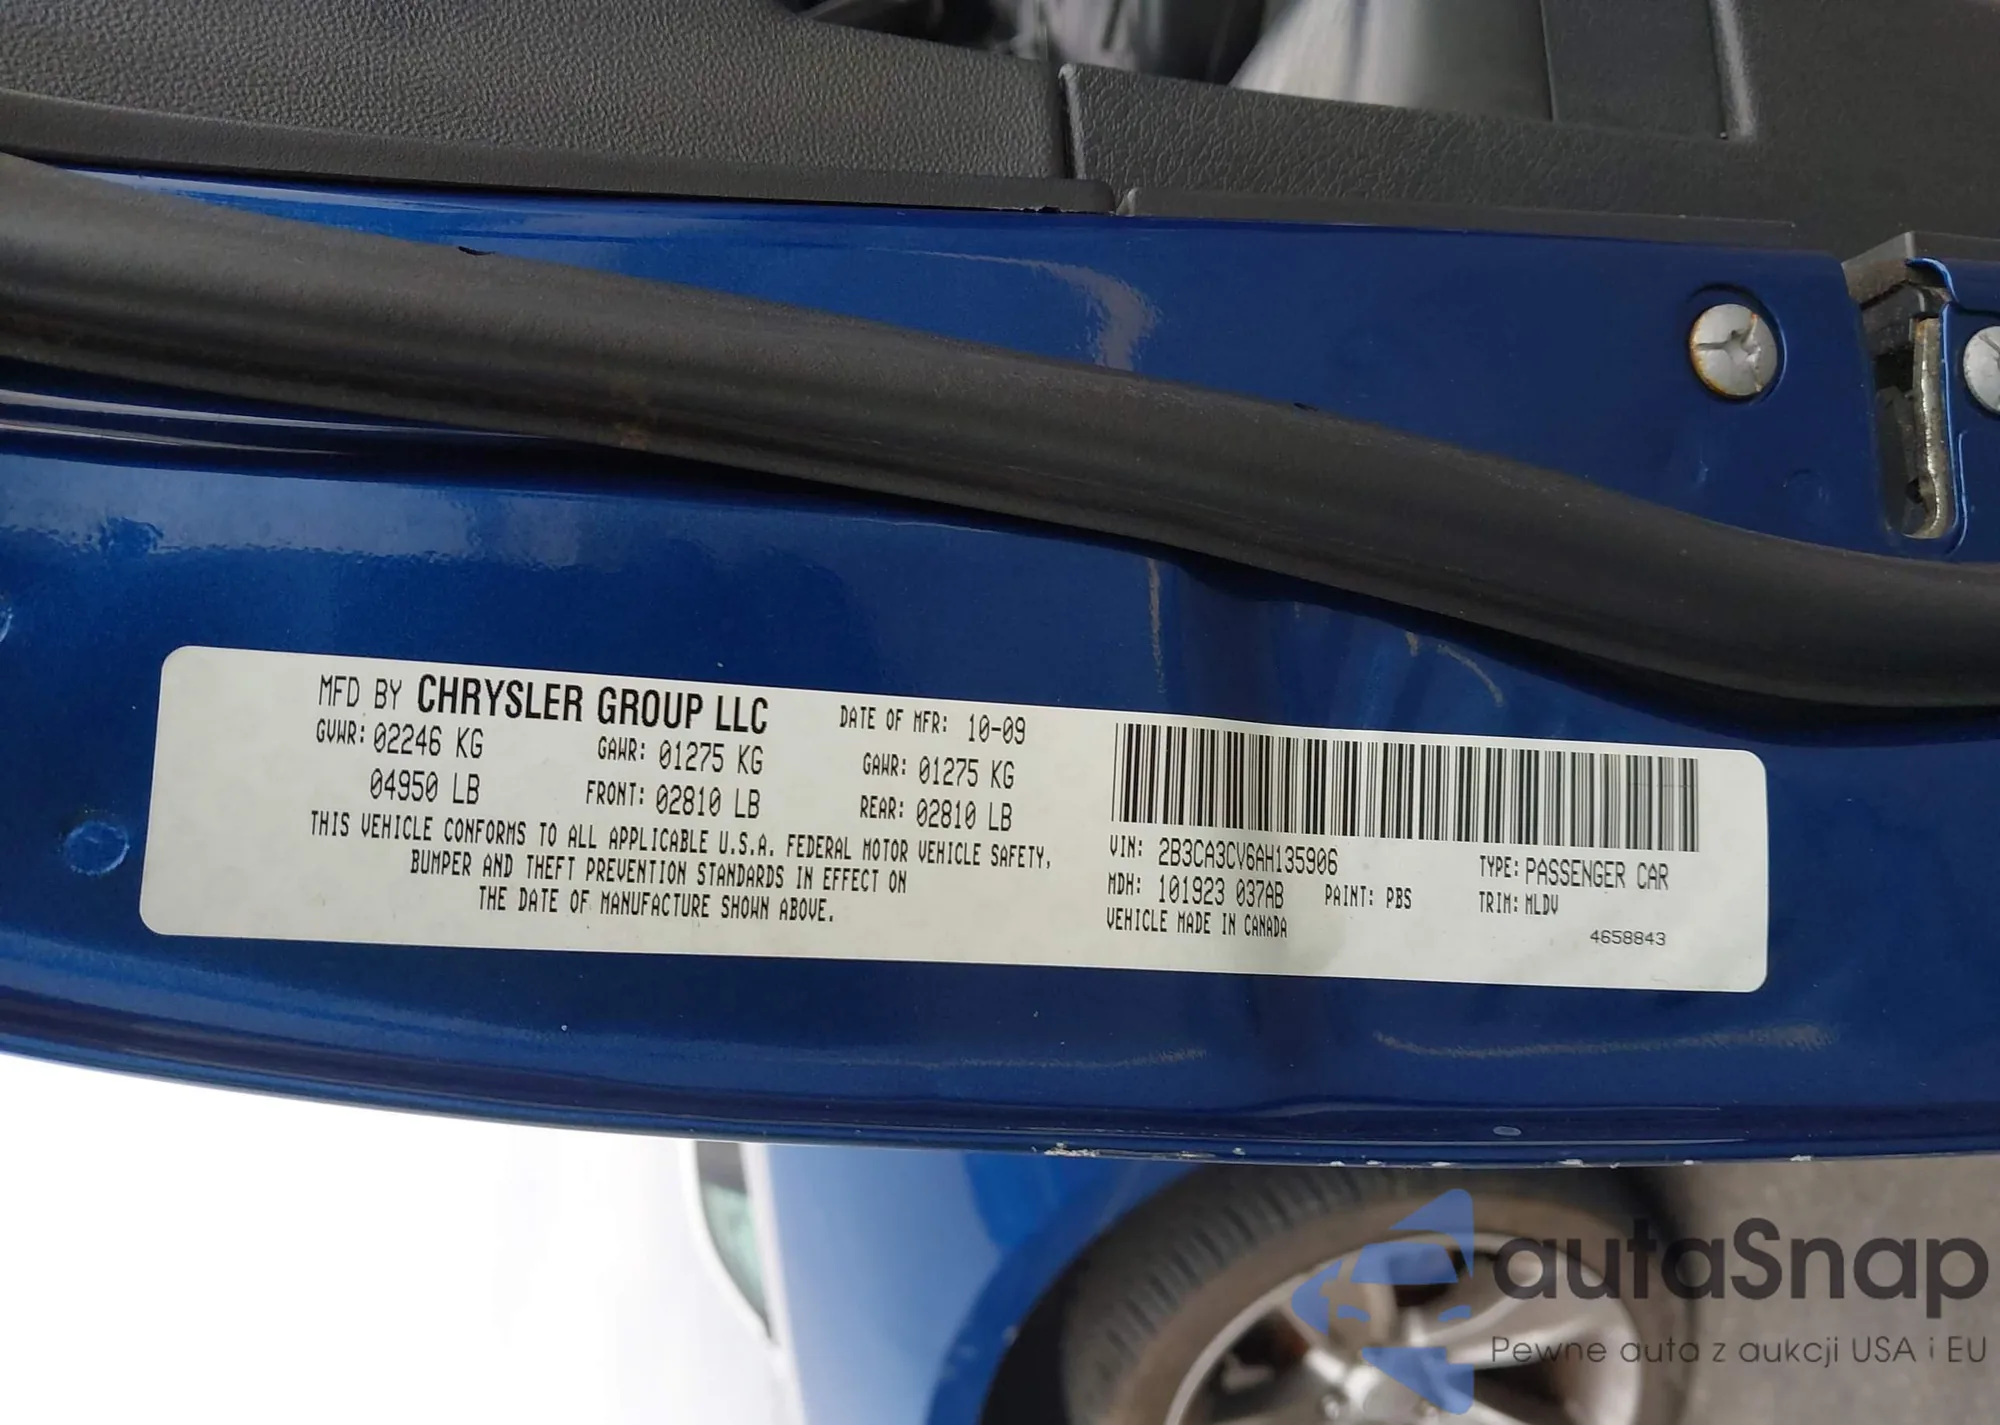 MFD BY CHRYSLER GROUP LLC DATE OF MFR: 10-09
GVWR: 02246 KG GAWR: 01275 KG GAWR: 01275 KG
04950 LB FRONT: 02810 LB REAR: 02810 LB
THIS VEHICLE CONFORMS TO ALL APPLICABLE U.S.A. FEDERAL MOTOR VEHICLE SAFETY,
BUMPER AND THEFT PREVENTION STANDARDS IN EFFECT ON
THE DATE OF MANUFACTURE SHOWN ABOVE.
VIN: 2B3CA3CV6AH135906 TYPE: PASSENGER CAR
MDH: 101923 037AB PAINT: PBS TRIM: MLDV
VEHICLE MADE IN CANADA 4658843
autaSnap
Pewne auta z aukcji USA i EU